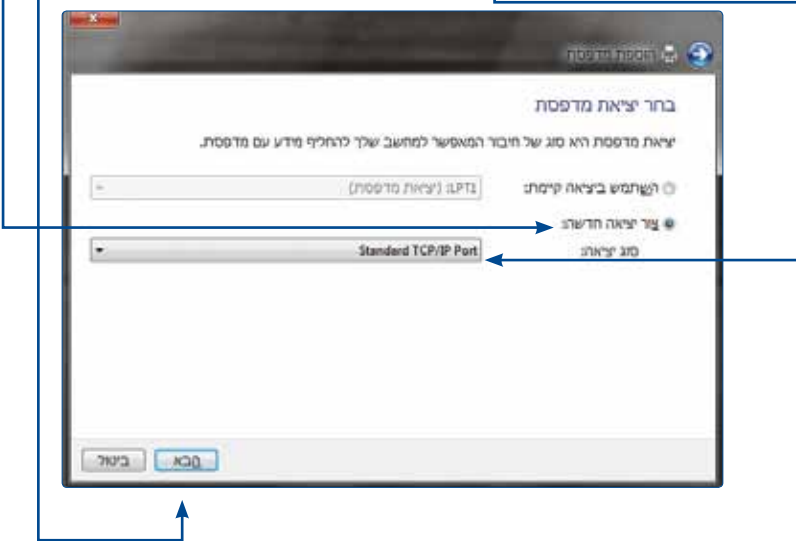 הוספת מדפסת
בחר יציאת מדפסת
יציאת מדפסת היא סוג של חיבור המאפשר למחשב שלך להחליף מידע עם מדפסת.
השתמש ביציאה קיימת: LPT1: (יציאת מדפסת)
צור יציאה חדשה:
סוג יציאה: Standard TCP/IP Port
הבא ביטול